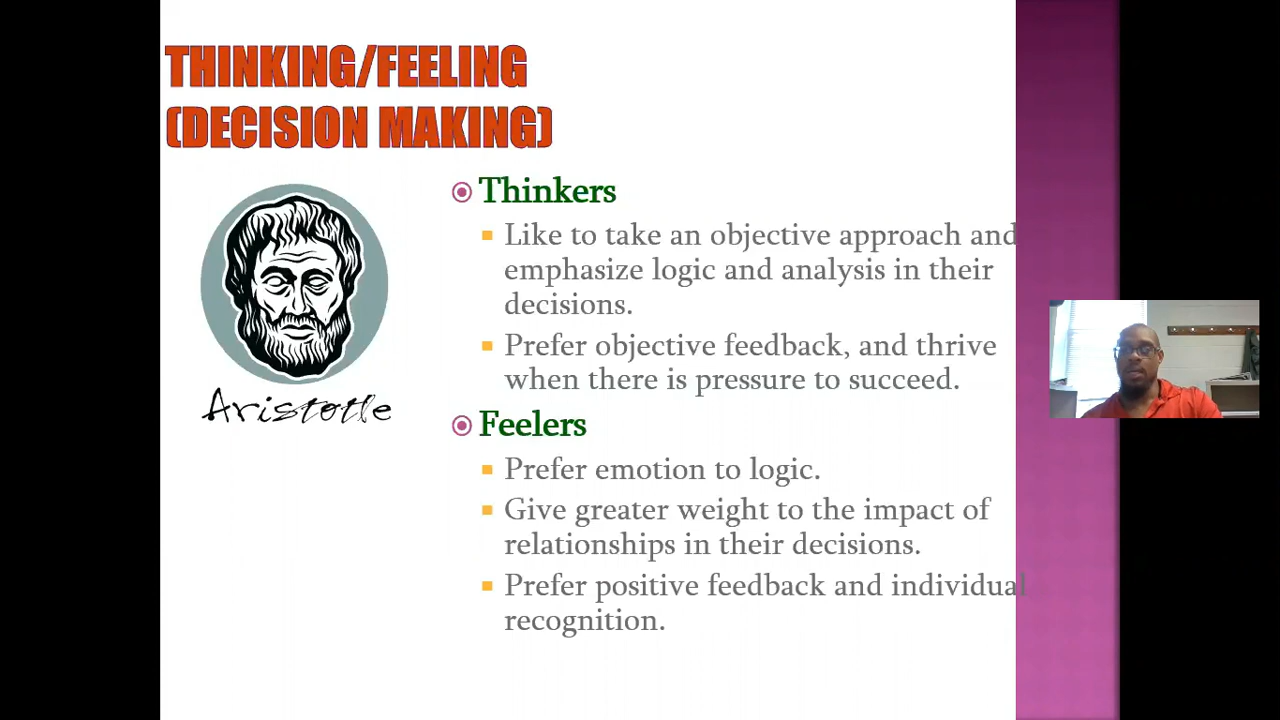 THINKING/FEELING
(DECISION MAKING)
Thinkers
Like to take an objective approach and
emphasize logic and analysis in their
decisions.
Prefer objective feedback, and thrive
when there is pressure to succeed.
Feelers
Prefer emotion to logic.
Give greater weight to the impact of
relationships in their decisions.
Prefer positive feedback and individual
recognition.
Aristotle